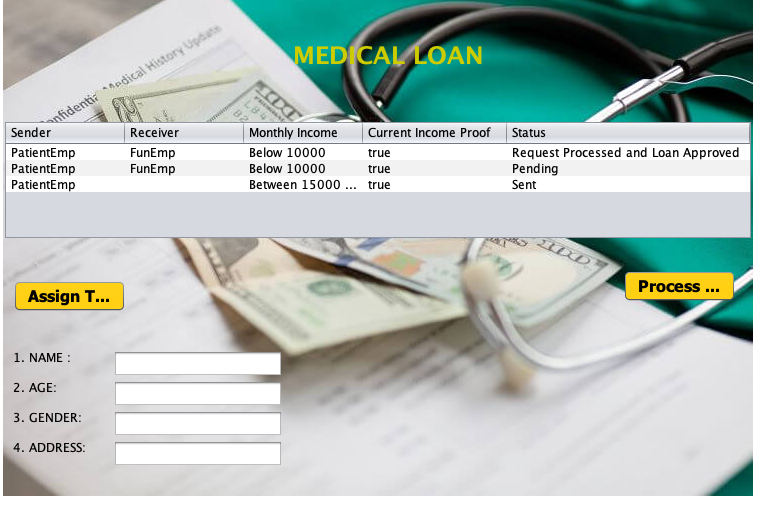 Confidential Medical History Update
MEDICAL LOAN
Sender Receiver Monthly Income Current Income Proof Status
PatientEmp FunEmp Below 10000 true Request Processed and Loan Approved
PatientEmp FunEmp Below 10000 true Pending
PatientEmp Between 15000 ... true Sent
Assign T...
Process ...
1. NAME :
2. AGE:
3. GENDER:
4. ADDRESS: